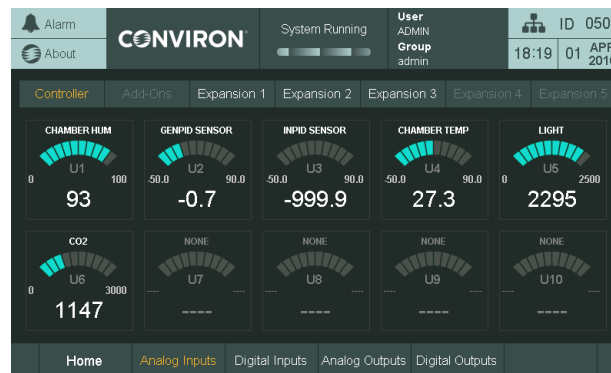 Alarm
About
CONVIRON
System Running
User
ADMIN
Group
admin
ID 050
18:19 01 APR 2016
Controller Add-Ons Expansion 1 Expansion 2 Expansion 3 Expansion 4 Expansion 5
CHAMBER HUM GENPID SENSOR INPID SENSOR CHAMBER TEMP LIGHT
U1 U2 U3 U4 U5
0 100 -50.0 90.0 -50.0 90.0 -50.0 90.0 0 2500
93 -0.7 -999.9 27.3 2295
CO2 NONE NONE NONE NONE
U6 U7 U8 U9 U10
0 3000 ---- ---- ---- ---- ---- ---- ---- ----
1147 ---- ---- ---- ----
Home Analog Inputs Digital Inputs Analog Outputs Digital Outputs